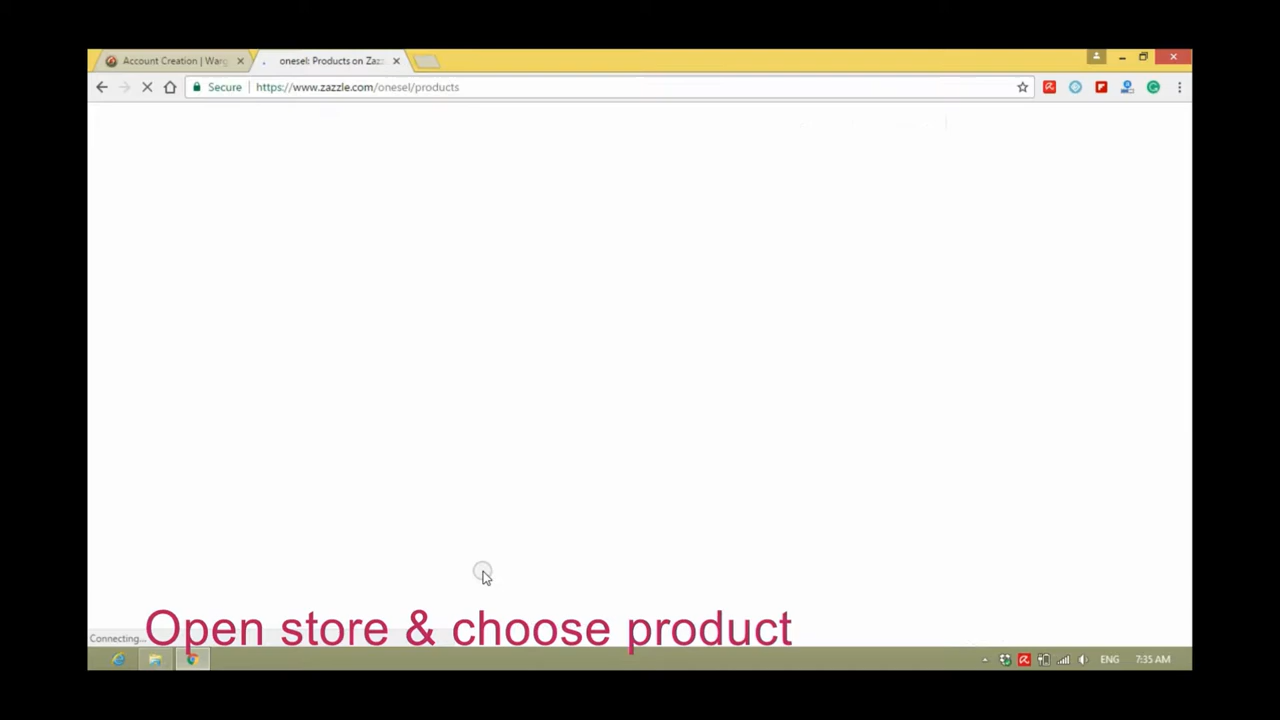 Account Creation | Warg
onesel: Products on Zaz
Secure
https://www.zazzle.com/onesel/products
Open store & choose product
Connecting...
ENG
7:35 AM